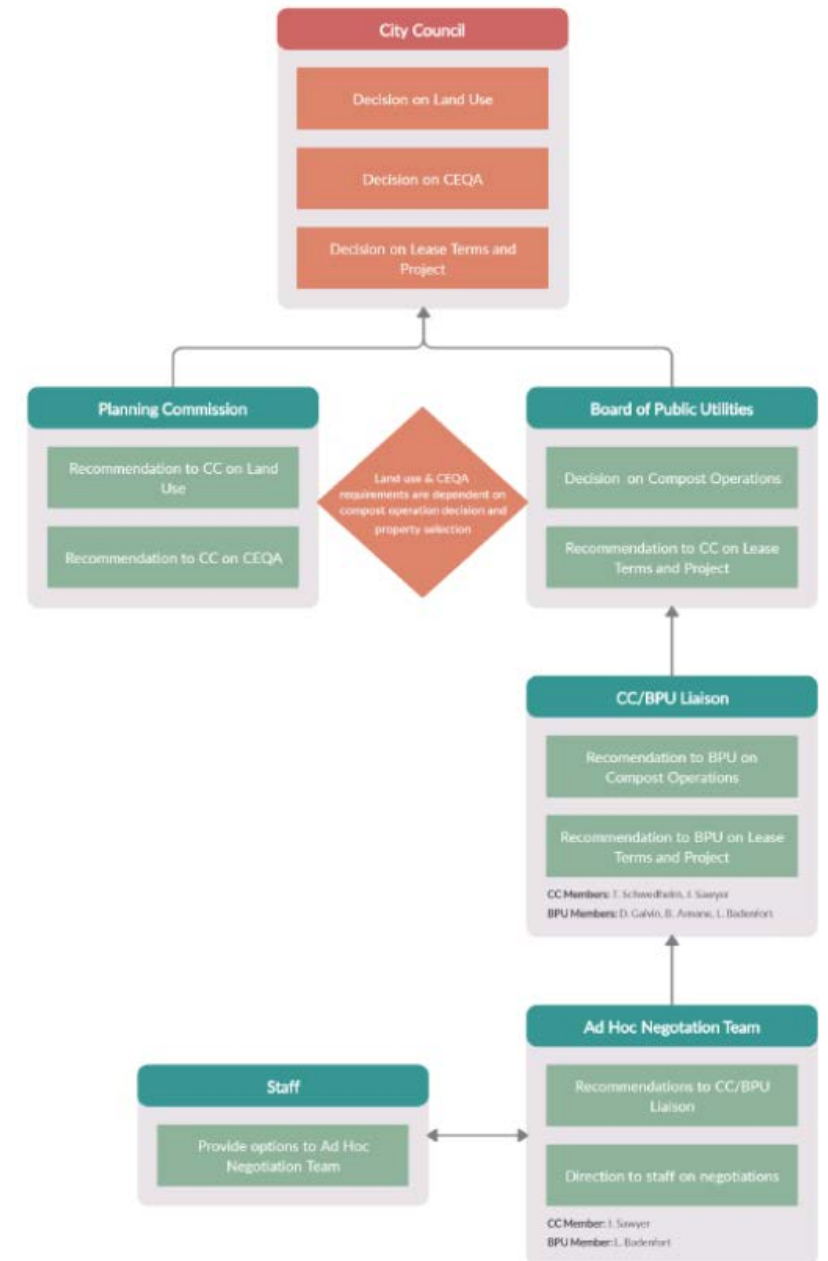 City Council
Decision on Land Use
Decision on CEQA
Decision on Lease Terms and
Project
Planning Commission
Recommendation to CC on Land
Use
Recommendation to CC on CEQA
Land use & CEQA
requirements are dependent on
compost operation decision and
property selection
Board of Public Utilities
Decision on Compost Operations
Recommendation to CC on Lease
Terms and Project
CC/BPU Liaison
Recomendation to BPU on
Compost Operations
Recommendation to BPU on Lease
Terms and Project
CC Members: T. Schwedhelm, J. Sawyer
BPU Members: D. Galvin, B. Arnone, L. Badenfort
Staff
Provide options to Ad Hoc
Negotiation Team
Ad Hoc Negotation Team
Recommendations to CC/BPU
Liaison
Direction to staff on negotiations
CC Member: J. Sawyer
BPU Member: L. Badenfort